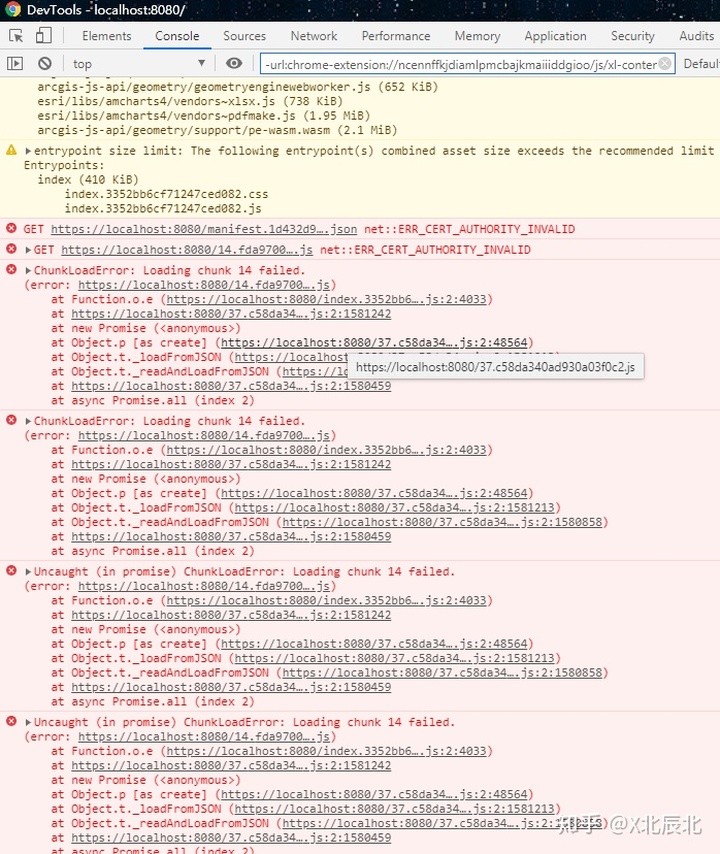 DevTools - localhost:8080/
Elements Console Sources Network Performance Memory Application Security Audits
top -url:chrome-extension://ncennffkjdiamlpmcbajkmaiiiddgioo/js/xl-conter Defaul
arcgis-js-api/geometry/geometryenginewebworker.js (652 KiB)
esri/libs/amcharts4/vendors~xlsx.js (738 KiB)
esri/libs/amcharts4/vendors~pdfmake.js (1.95 MiB)
arcgis-js-api/geometry/support/pe-wasm.wasm (2.1 MiB)
entrypoint size limit: The following entrypoint(s) combined asset size exceeds the recommended limit
Entrypoints:
index (410 KiB)
index.3352bb6cf71247ced082.css
index.3352bb6cf71247ced082.js
GET https://localhost:8080/manifest.1d432d9….json net::ERR_CERT_AUTHORITY_INVALID
GET https://localhost:8080/14.fda9700….js net::ERR_CERT_AUTHORITY_INVALID
ChunkLoadError: Loading chunk 14 failed.
(error: https://localhost:8080/14.fda9700….js)
at Function.o.e (https://localhost:8080/index.3352bb6….js:2:4033)
at https://localhost:8080/37.c58da34….js:2:1581242
at new Promise (<anonymous>)
at Object.p [as create] (https://localhost:8080/37.c58da34….js:2:48564)
at Object.t._loadFromJSON (https://localhost
at Object.t._readAndLoadFromJSON (https://lo
https://localhost:8080/37.c58da340ad930a03f0c2.js
at https://localhost:8080/37.c58da34….js:2:1580459
at async Promise.all (index 2)
ChunkLoadError: Loading chunk 14 failed.
(error: https://localhost:8080/14.fda9700….js)
at Function.o.e (https://localhost:8080/index.3352bb6….js:2:4033)
at https://localhost:8080/37.c58da34….js:2:1581242
at new Promise (<anonymous>)
at Object.p [as create] (https://localhost:8080/37.c58da34….js:2:48564)
at Object.t._loadFromJSON (https://localhost:8080/37.c58da34….js:2:1581213)
at Object.t._readAndLoadFromJSON (https://localhost:8080/37.c58da34….js:2:1580858)
at https://localhost:8080/37.c58da34….js:2:1580459
at async Promise.all (index 2)
Uncaught (in promise) ChunkLoadError: Loading chunk 14 failed.
(error: https://localhost:8080/14.fda9700….js)
at Function.o.e (https://localhost:8080/index.3352bb6….js:2:4033)
at https://localhost:8080/37.c58da34….js:2:1581242
at new Promise (<anonymous>)
at Object.p [as create] (https://localhost:8080/37.c58da34….js:2:48564)
at Object.t._loadFromJSON (https://localhost:8080/37.c58da34….js:2:1581213)
at Object.t._readAndLoadFromJSON (https://localhost:8080/37.c58da34….js:2:1580858)
at https://localhost:8080/37.c58da34….js:2:1580459
at async Promise.all (index 2)
Uncaught (in promise) ChunkLoadError: Loading chunk 14 failed.
(error: https://localhost:8080/14.fda9700….js)
at Function.o.e (https://localhost:8080/index.3352bb6….js:2:4033)
at https://localhost:8080/37.c58da34….js:2:1581242
at new Promise (<anonymous>)
at Object.p [as create] (https://localhost:8080/37.c58da34….js:2:48564)
at Object.t._loadFromJSON (https://localhost:8080/37.c58da34….js:2:1581213)
at Object.t._readAndLoadFromJSON (https://localhost:8080/37.c58da34….js:2:1580858)
at https://localhost:8080/37.c58da34….js:2:1580459
at async Promise.all (index 2)
知乎 @X北辰北